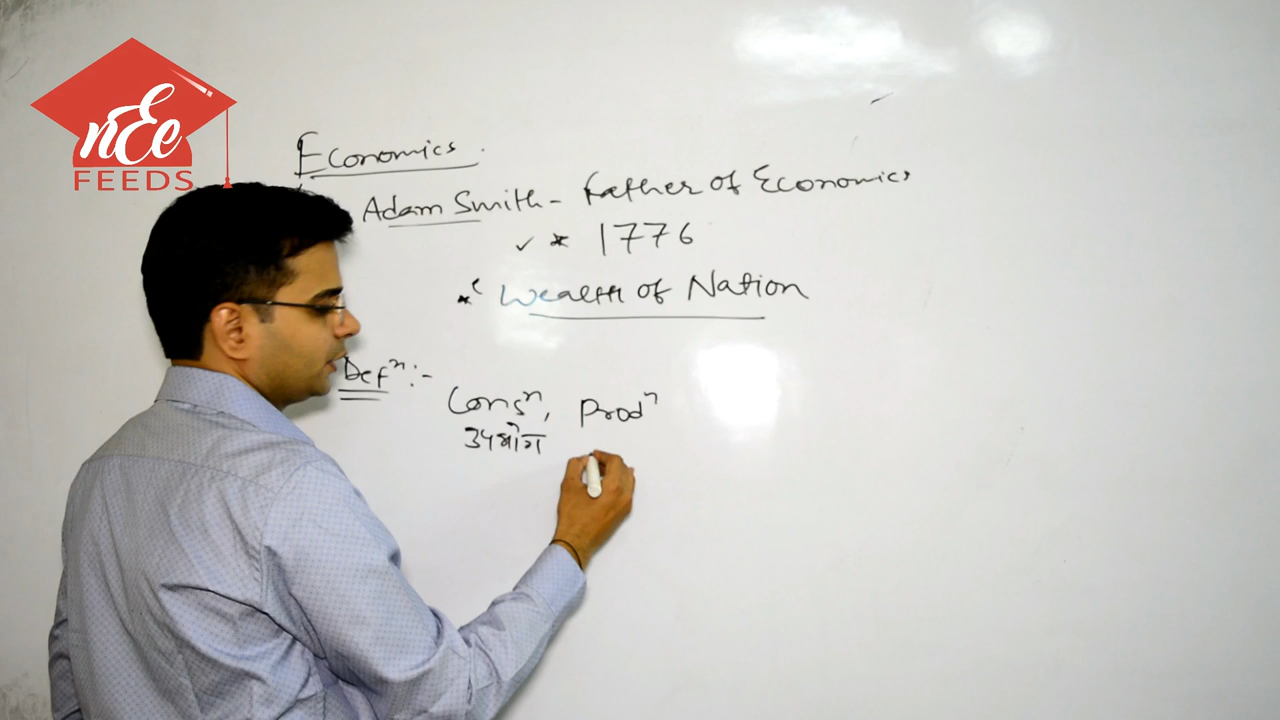 nEe
FEEDS
Economics.
Adam Smith - Father of Economics
✓ * 1776
* Wealth of Nation
Defⁿ :-
Consⁿ, Prodⁿ
उपभोग